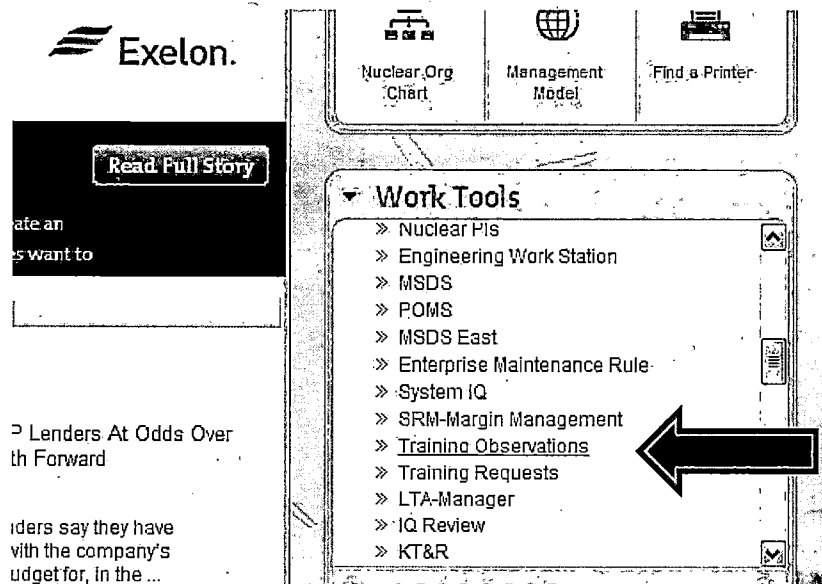 Exelon.
Read Full Story
ate an
s want to
P Lenders At Odds Over
th Forward
ders say they have
with the company's
udget for, in the ...
Nuclear Org
Chart
Management
Model
Find a Printer
Work Tools
» Nuclear PIs
» Engineering Work Station
» MSDS
» POMS
» MSDS East
» Enterprise Maintenance Rule
» System IQ
» SRM-Margin Management
» Training Observations
» Training Requests
» LTA-Manager
» IQ Review
» KT&R